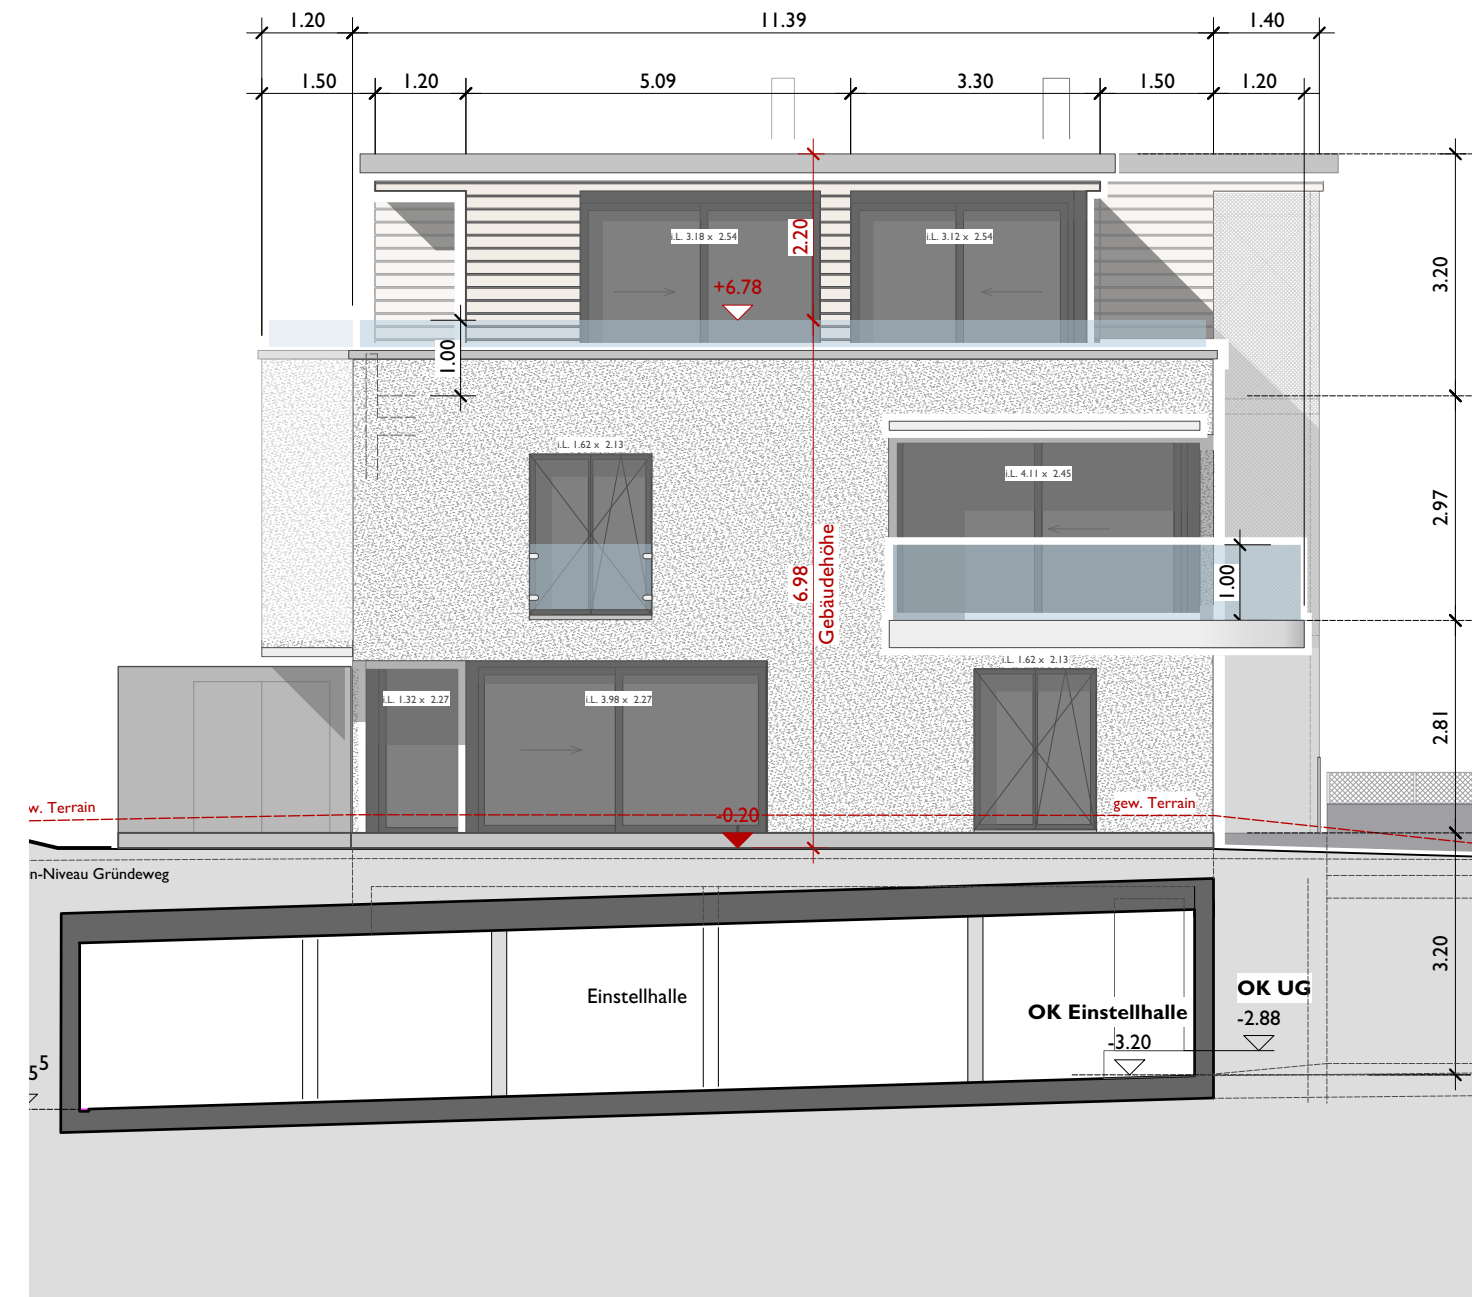 1.20 11.39 1.40
1.50 1.20 5.09 3.30 1.50 1.20
i.L. 3.18 x 2.54
2.20
i.L. 3.12 x 2.54
+6.78
3.20
1.00
i.L. 1.62 x 2.13
i.L. 4.11 x 2.45
2.97
6.98
Gebäudehöhe
1.00
i.L. 1.62 x 2.13
i.L. 1.32 x 2.27
i.L. 3.98 x 2.27
2.81
w. Terrain
-0.20
gew. Terrain
n-Niveau Gründeweg
3.20
Einstellhalle
OK Einstellhalle
-3.20
OK UG
-2.88
5⁵